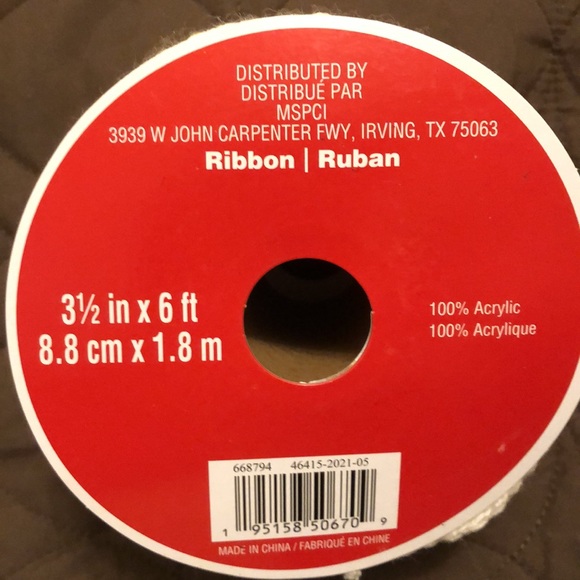 DISTRIBUTED BY
DISTRIBUÉ PAR
MSPCI
3939 W JOHN CARPENTER FWY, IRVING, TX 75063
Ribbon | Ruban
3½ in x 6 ft
8.8 cm x 1.8 m
100% Acrylic
100% Acrylique
668794 46415-2021-05
1 95158 50670 9
MADE IN CHINA / FABRIQUÉ EN CHINE